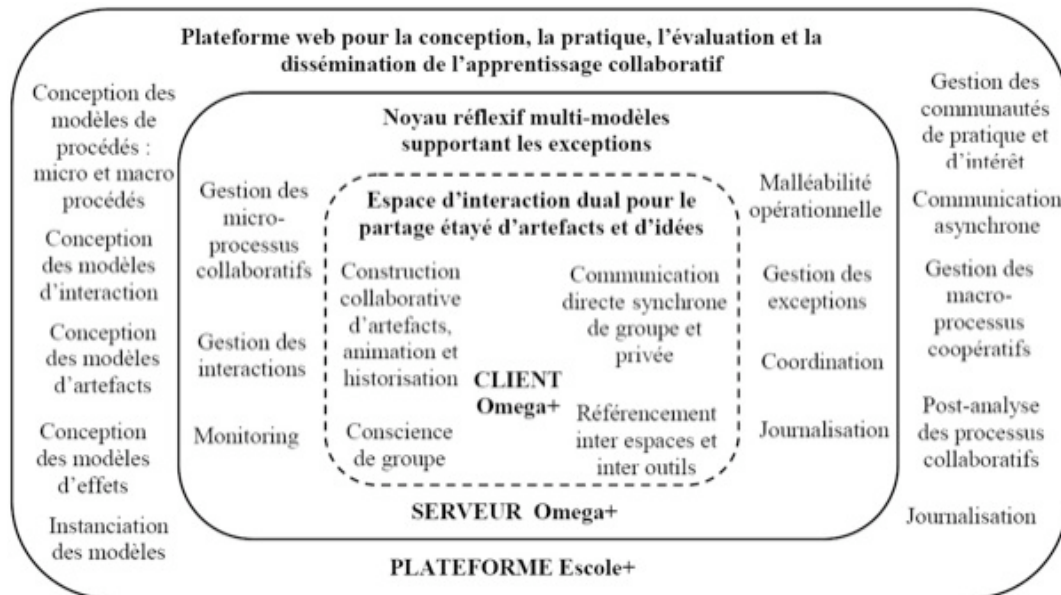 Plateforme web pour la conception, la pratique, l’évaluation et la
dissémination de l’apprentissage collaboratif
Conception des
modèles de
procédés :
micro et macro
procédés
Conception
des modèles
d’interaction
Conception
des modèles
d’artefacts
Conception
des modèles
d’effets
Instanciation
des modèles
Noyau réflexif multi-modèles
supportant les exceptions
Gestion des
micro-
processus
collaboratifs
Gestion des
interactions
Monitoring
Espace d’interaction dual pour le
partage étayé d’artefacts et d’idées
Construction
collaborative
d’artefacts,
animation et
historisation
Conscience
de groupe
CLIENT
Omega+
Communication
directe synchrone
de groupe et
privée
Référencement
inter espaces et
inter outils
Malléabilité
opérationnelle
Gestion des
exceptions
Coordination
Journalisation
SERVEUR Omega+
Gestion des
communautés
de pratique et
d’intérêt
Communication
asynchrone
Gestion des
macro-
processus
coopératifs
Post-analyse
des processus
collaboratifs
Journalisation
PLATEFORME Escole+